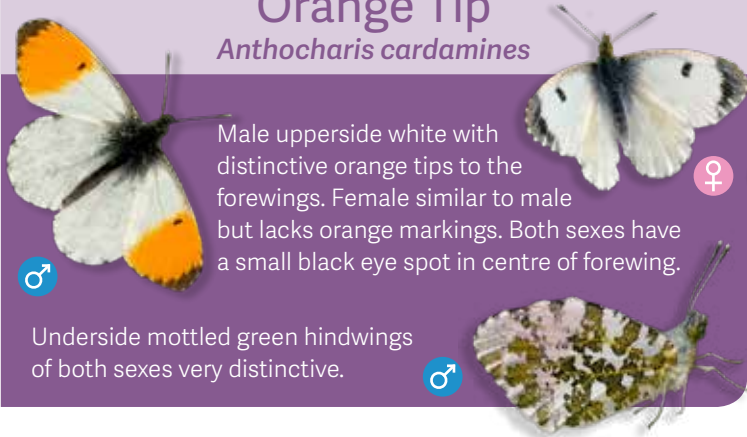 Orange Tip
Anthocharis cardamines
Male upperside white with
distinctive orange tips to the
forewings. Female similar to male
but lacks orange markings. Both sexes have
a small black eye spot in centre of forewing.
Underside mottled green hindwings
of both sexes very distinctive.